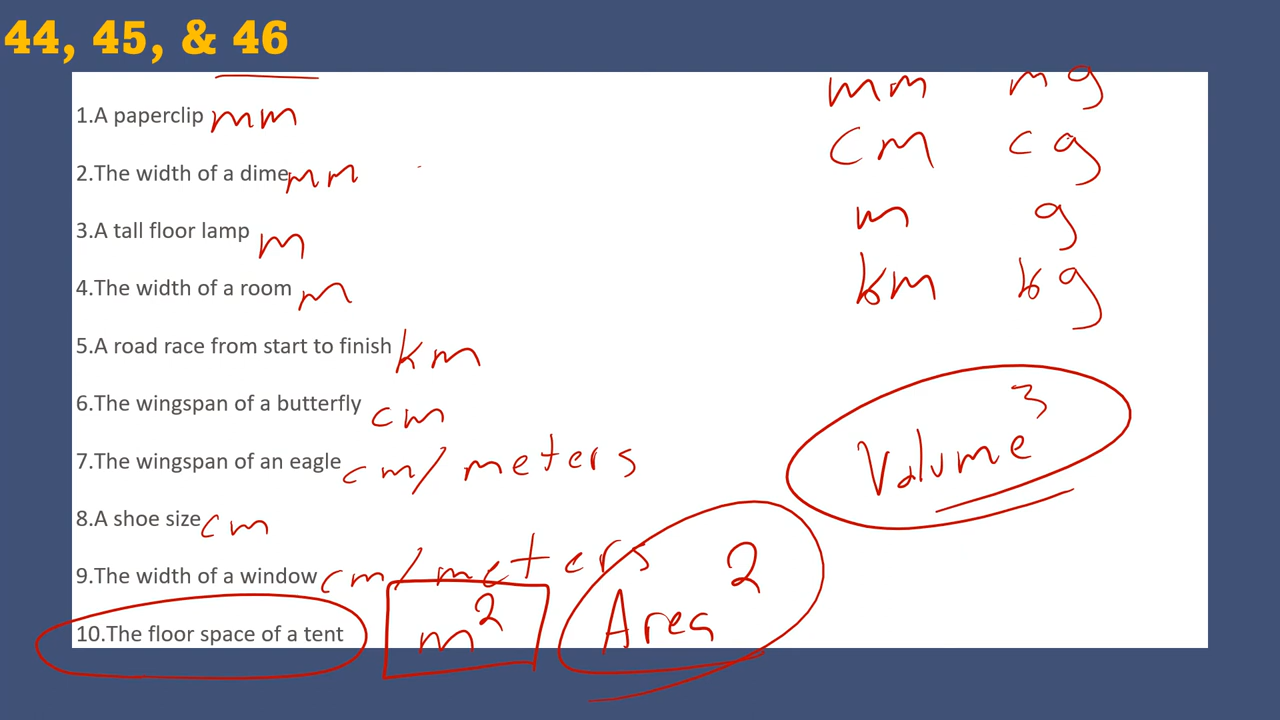 44, 45, & 46
1.A paperclip mm
2.The width of a dime mm
3.A tall floor lamp m
4.The width of a room m
5.A road race from start to finish km
6.The wingspan of a butterfly cm
7.The wingspan of an eagle cm/meters
8.A shoe size cm
9.The width of a window cm/meters
10.The floor space of a tent m²
Area²
mm mg
cm cg
m g
km kg
Volume³